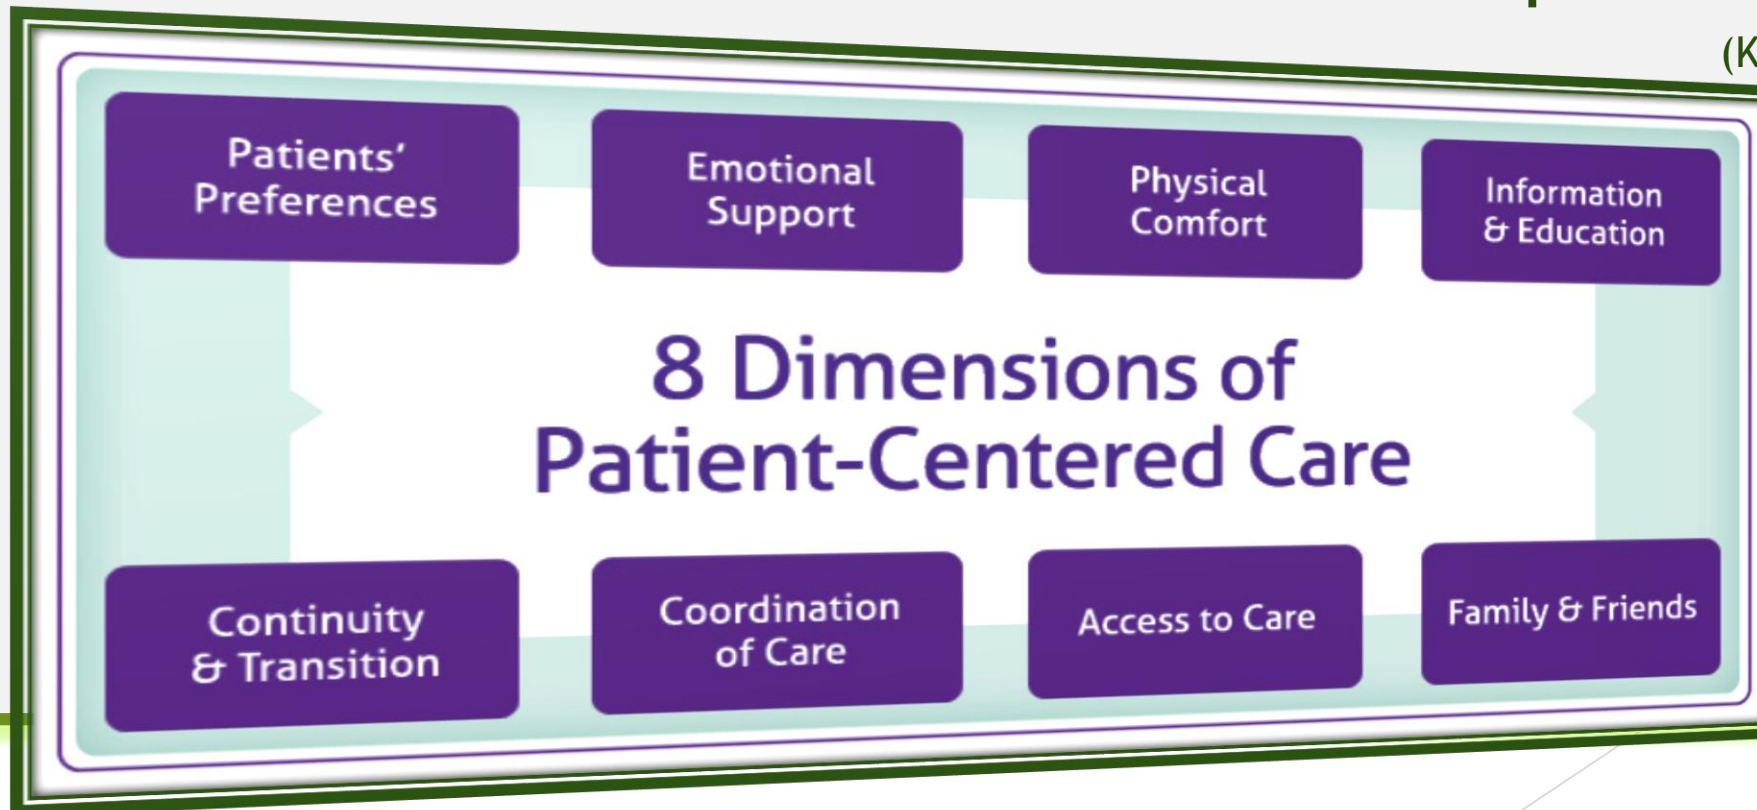 (K
Patients’
Preferences
Emotional
Support
Physical
Comfort
Information
& Education
8 Dimensions of
Patient-Centered Care
Continuity
& Transition
Coordination
of Care
Access to Care
Family & Friends